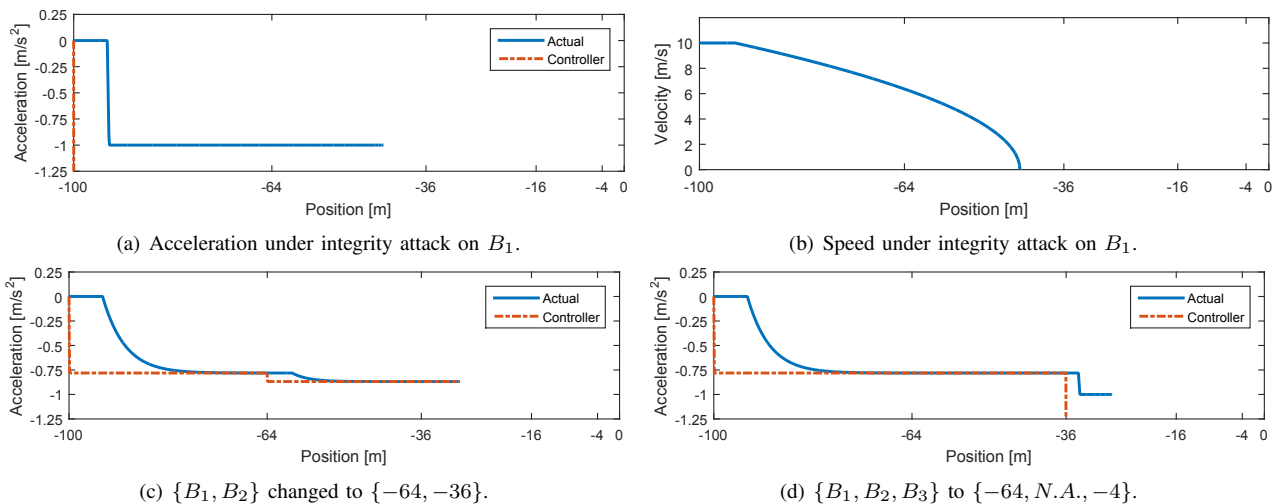 0.25
0
-0.25
-0.5
-0.75
-1
-1.25
Acceleration [m/s²]
Actual
Controller
-100
-64
-36
-4
0
Position [m]
(a) Acceleration under integrity attack on B₁.
10
8
6
4
2
0
Velocity [m/s]
-100
-64
-36
-4
0
Position [m]
(b) Speed under integrity attack on B₁.
0.25
0
-0.25
-0.5
-0.75
-1
-1.25
Acceleration [m/s²]
Actual
Controller
-100
-64
-36
-4
0
Position [m]
(c) {B₁, B₂} changed to {−64, −36}.
0.25
0
-0.25
-0.5
-0.75
-1
-1.25
Acceleration [m/s²]
Actual
Controller
-100
-64
-36
-4
0
Position [m]
(d) {B₁, B₂, B₃} to {−64, N.A., −4}.